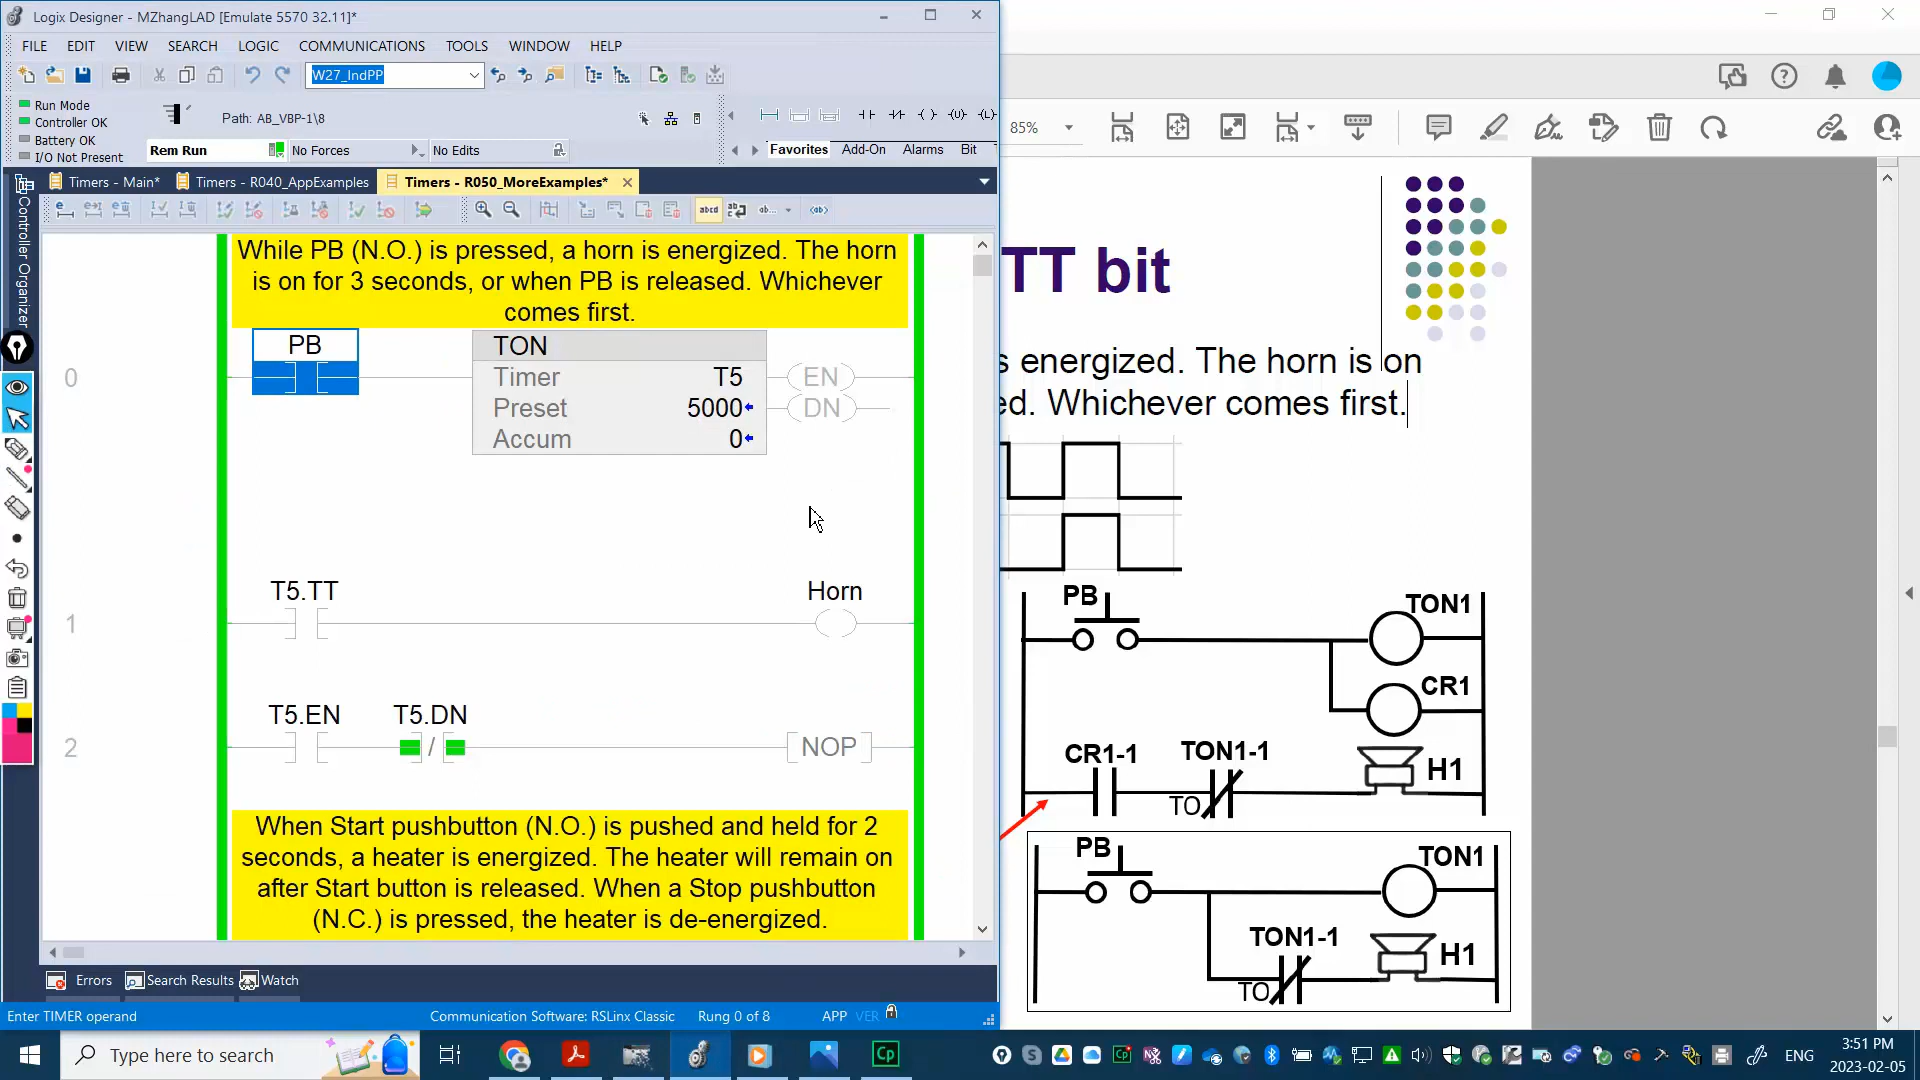 Logix Designer - MZhangLAD [Emulate 5570 32.11]*
FILE EDIT VIEW SEARCH LOGIC COMMUNICATIONS TOOLS WINDOW HELP
W27_IndPP
Run Mode
Controller OK
Battery OK
I/O Not Present
Path: AB_VBP-1\8
Rem Run No Forces No Edits
Favorites Add-On Alarms Bit
85%
Timers - Main* Timers - R040_AppExamples Timers - R050_MoreExamples*
Controller Organizer
While PB (N.O.) is pressed, a horn is energized. The horn
is on for 3 seconds, or when PB is released. Whichever
comes first.
0
PB
TON
Timer T5
Preset 5000
Accum 0
EN
DN
1
T5.TT Horn
2
T5.EN T5.DN
NOP
When Start pushbutton (N.O.) is pushed and held for 2
seconds, a heater is energized. The heater will remain on
after Start button is released. When a Stop pushbutton
(N.C.) is pressed, the heater is de-energized.
Errors Search Results Watch
Enter TIMER operand Communication Software: RSLinx Classic Rung 0 of 8 APP VER
TT bit
s energized. The horn is on
ed. Whichever comes first.
PB TON1
CR1
CR1-1 TON1-1 H1
TO
PB TON1
TON1-1 H1
TO
Type here to search
ENG
3:51 PM
2023-02-05